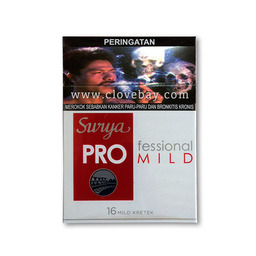 PERINGATAN
www.clovebay.com
MEROKOK SEBABKAN KANKER PARU-PARU DAN BRONKITIS KRONIS
Surya
PRO fessional
MILD
16 MILD KRETEK